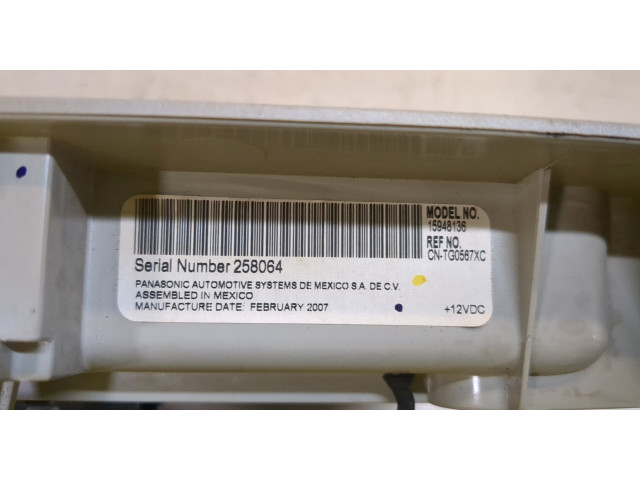 MODEL NO.
15948136
REF NO.
CN-TG0567XC
Serial Number 258064
PANASONIC AUTOMOTIVE SYSTEMS DE MEXICO S.A. DE C.V.
ASSEMBLED IN MEXICO
MANUFACTURE DATE: FEBRUARY 2007
+12VDC